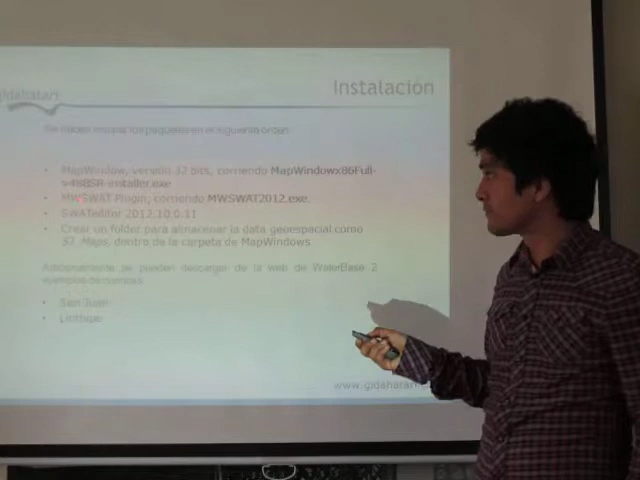 gidahatari
Instalación
Se deben instalar los paquetes en el siguiente orden:
• MapWindow, versión 32 bits, corriendo MapWindowx86Full-
v48BSR-installer.exe
• MWSWAT Plugin, corriendo MWSWAT2012.exe.
• SWATeditor 2012.10.0.11
• Crear un folder para almacenar la data geoespacial como
ST_Maps, dentro de la carpeta de MapWindows
Adicionalmente se pueden descargar de la web de WaterBase 2
ejemplos de cuencas
• San Juan
• Linthipe
www.gidahatari.